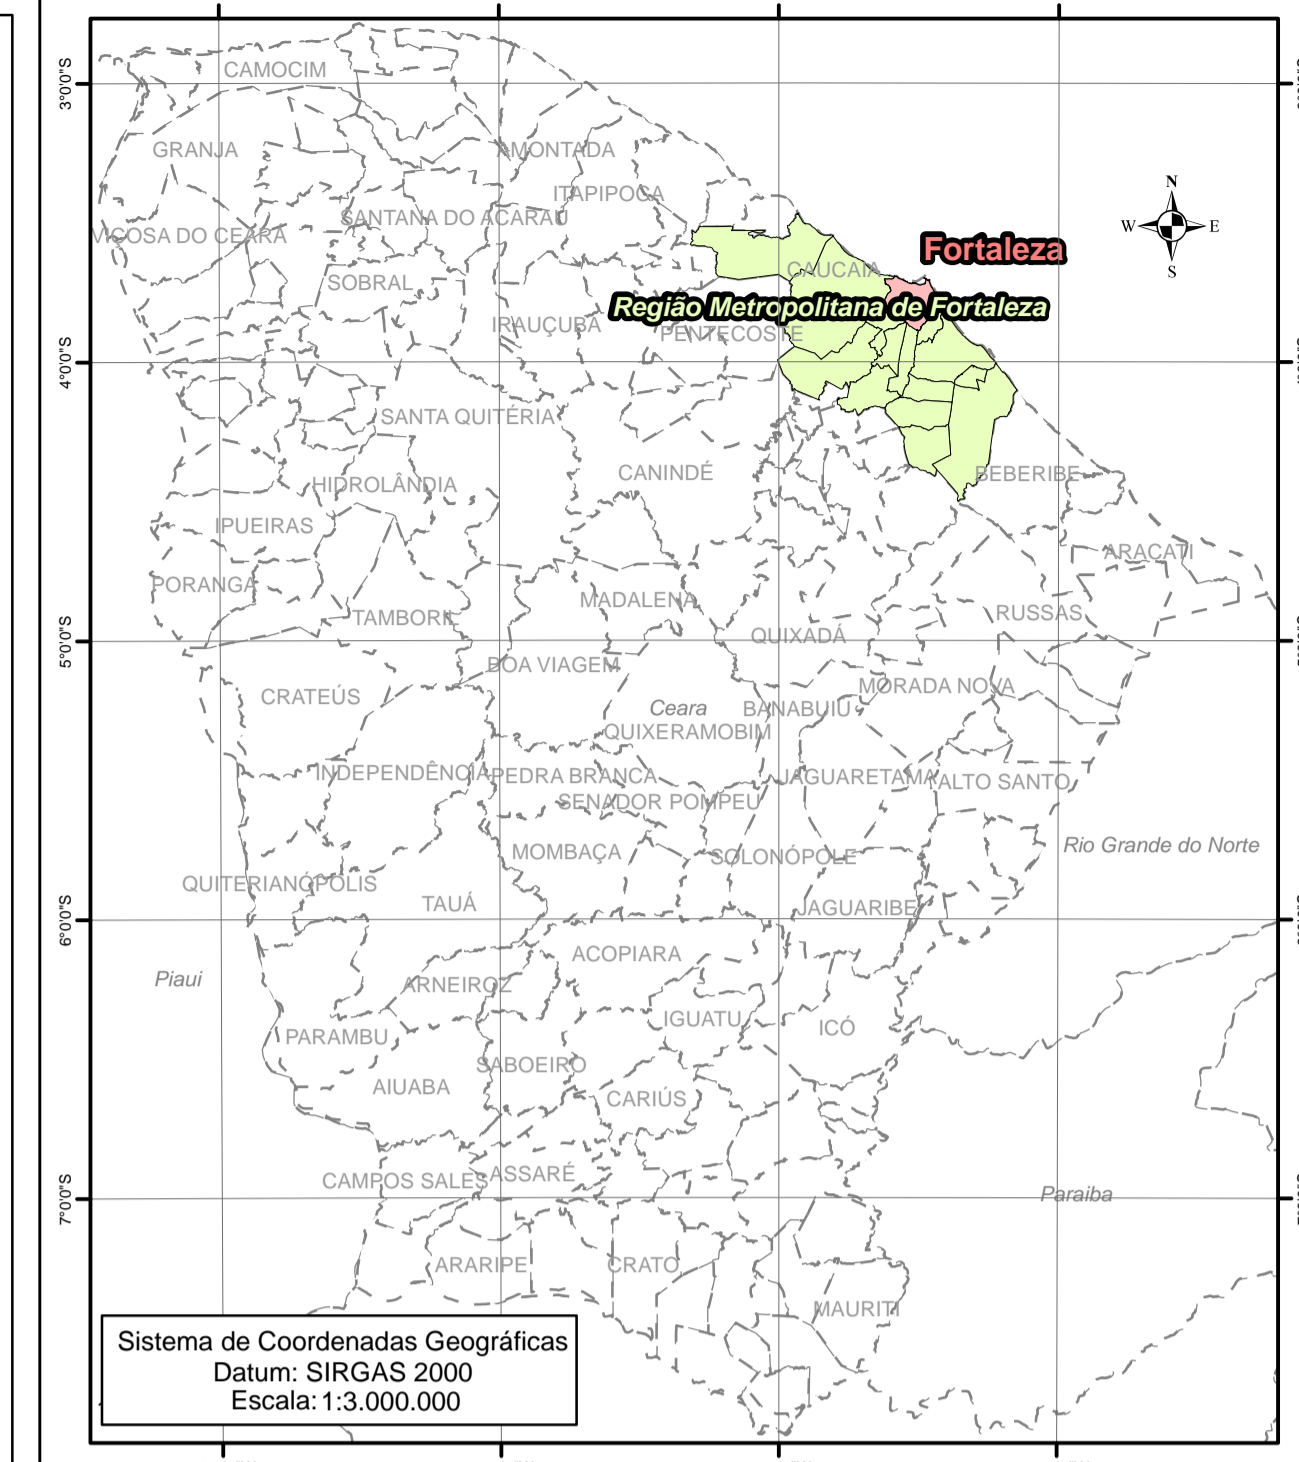 3°0'0"S
CAMOCIM
GRANJA
AMONTADA
ITAPIPOCA
SANTANA DO ACARAÚ
VIÇOSA DO CEARÁ
N
W
E
S
Fortaleza
CAUCAIA
SOBRAL
Região Metropolitana de Fortaleza
IRAUÇUBA
PENTECOSTE
4°0'0"S
SANTA QUITÉRIA
CANINDÉ
BEBERIBE
HIDROLÂNDIA
IPUEIRAS
ARACATI
PORANGA
MADALENA
RUSSAS
TAMBORIL
QUIXADÁ
5°0'0"S
BOA VIAGEM
MORADA NOVA
CRATEÚS
Ceara
BANABUIÚ
QUIXERAMOBIM
INDEPENDÊNCIA
PEDRA BRANCA
JAGUARETAMA
ALTO SANTO
SENADOR POMPEU
Rio Grande do Norte
MOMBAÇA
SOLONÓPOLE
QUITERIANÓPOLIS
TAUÁ
JAGUARIBE
6°0'0"S
ACOPIARA
Piaui
ARNEIROZ
IGUATU
ICÓ
PARAMBU
SABOEIRO
AIUABA
CARIÚS
CAMPOS SALES
ASSARÉ
Paraiba
7°0'0"S
ARARIPE
CRATO
MAURITI
Sistema de Coordenadas Geográficas
Datum: SIRGAS 2000
Escala: 1:3.000.000